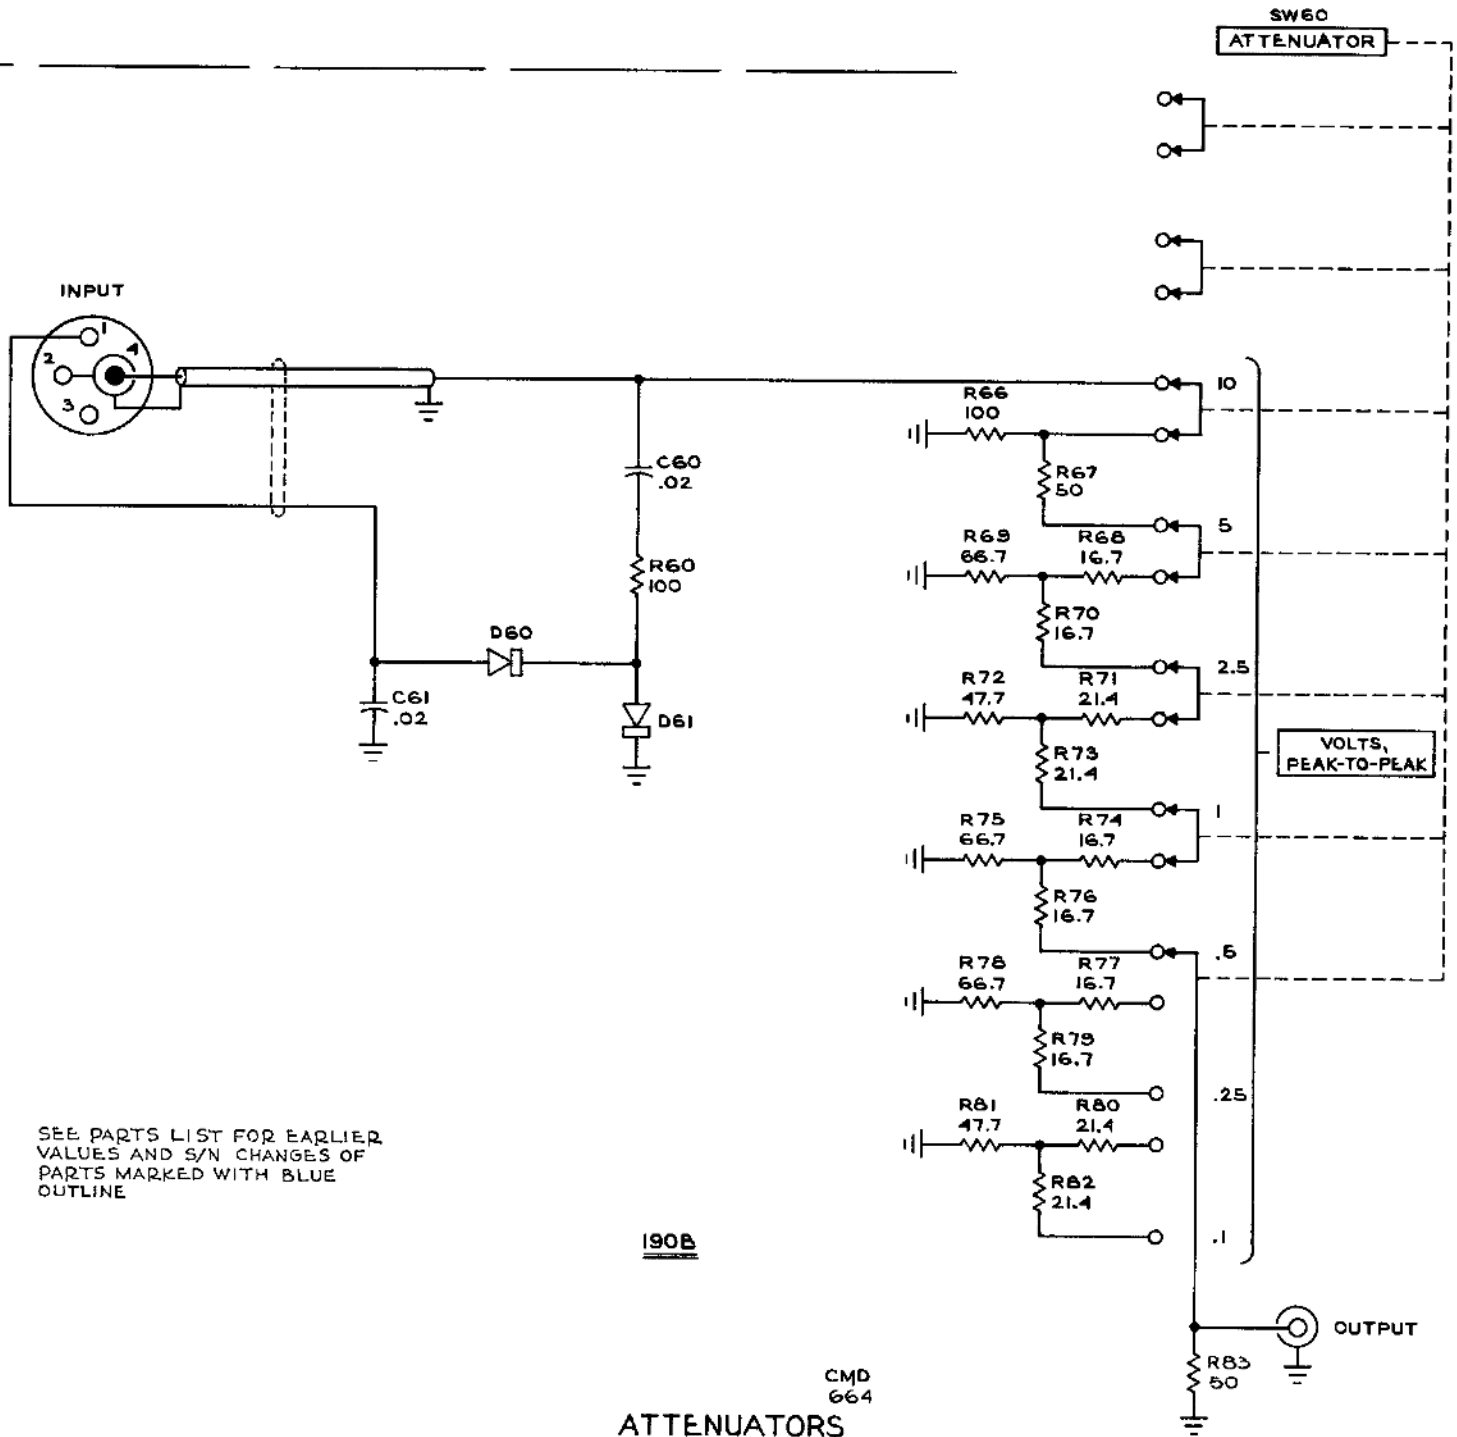 SW60
ATTENUATOR
INPUT
1
2
4
3
10
R66
100
C60
.02
R67
50
5
R69
66.7
R68
16.7
R60
100
R70
16.7
D60
2.5
R72
47.7
R71
21.4
C61
.02
D61
R73
21.4
VOLTS,
PEAK-TO-PEAK
1
R75
66.7
R74
16.7
R76
16.7
.5
R78
66.7
R77
16.7
R79
16.7
.25
R81
47.7
R80
21.4
SEE PARTS LIST FOR EARLIER
VALUES AND S/N CHANGES OF
PARTS MARKED WITH BLUE
OUTLINE
R82
21.4
.1
190B
OUTPUT
R83
50
CMD
664
ATTENUATORS